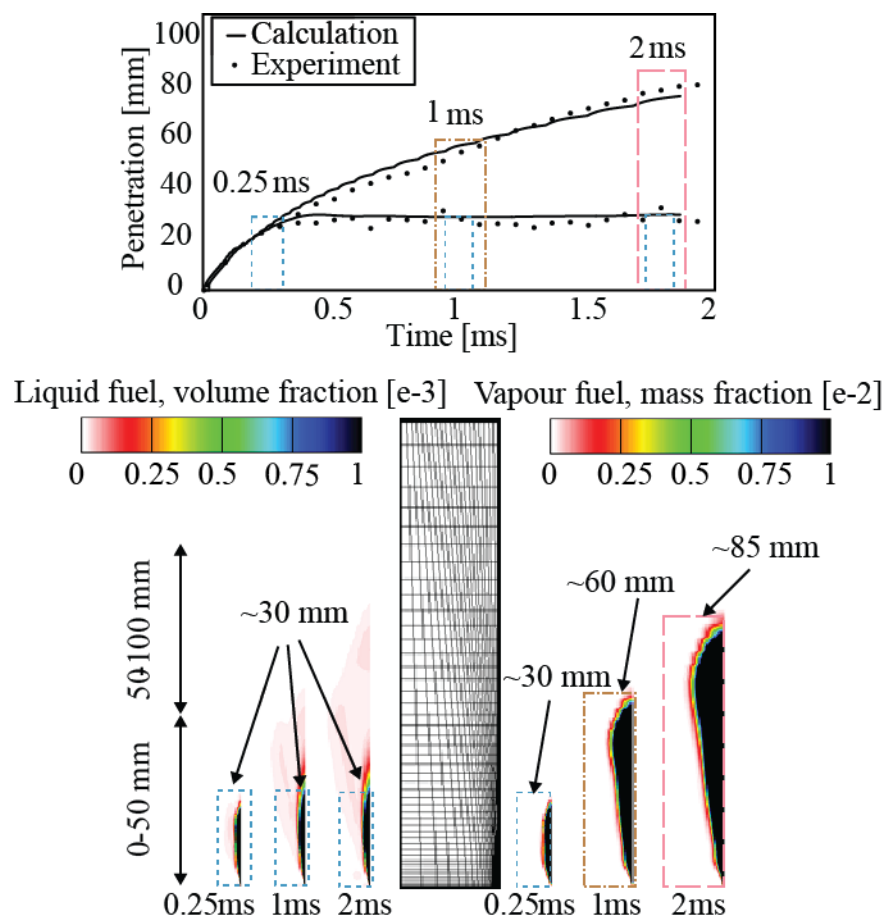 100
80
60
40
20
0
Penetration [mm]
Calculation
Experiment
0.25 ms
1 ms
2 ms
0
0.5
1
1.5
2
Time [ms]
Liquid fuel, volume fraction [e-3]
Vapour fuel, mass fraction [e-2]
0 0.25 0.5 0.75 1
0 0.25 0.5 0.75 1
50-100 mm
0-50 mm
~30 mm
~30 mm
~60 mm
~85 mm
0.25ms 1ms 2ms
0.25ms 1ms 2ms